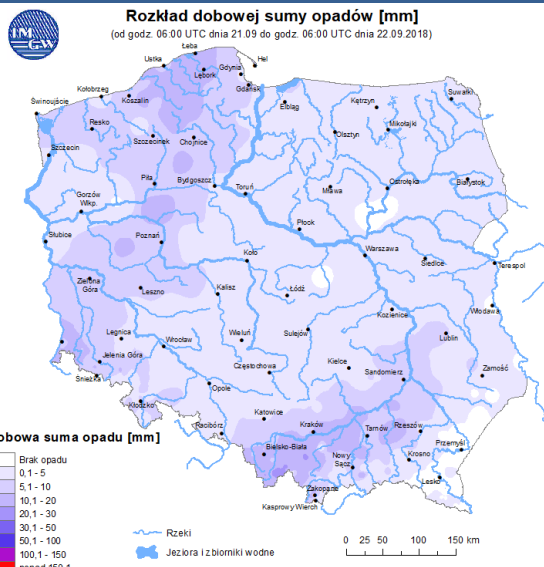 Rozkład dobowej sumy opadów [mm]
(od godz. 06:00 UTC dnia 21.09 do godz. 06:00 UTC dnia 22.09.2018)
IM
GW
Łeba
Ustka
Hel
Lębork
Gdynia
Gdańsk
Suwałki
Kołobrzeg
Koszalin
Świnoujście
Elbląg
Kętrzyn
Resko
Mikołajki
Olsztyn
Szczecinek
Chojnice
Szczecin
Piła
Bydgoszcz
Ostrołęka
Białystok
Toruń
Mława
Gorzów
Wlkp.
Płock
Słubice
Poznań
Warszawa
Koło
Siedlce
Terespol
Zielona
Góra
Leszno
Kalisz
Łódź
Kozienice
Włodawa
Legnica
Wrocław
Wieluń
Sulejów
Lublin
Jelenia Góra
Kielce
Częstochowa
Sandomierz
Zamość
Śnieżka
Opole
Kłodzko
Katowice
Racibórz
Kraków
Tarnów
Rzeszów
Bielsko-Biała
Przemyśl
Nowy
Sącz
Krosno
Lesko
Zakopane
Kasprowy Wierch
obowa suma opadu [mm]
Brak opadu
0,1 - 5
5,1 - 10
10,1 - 20
20,1 - 30
30,1 - 50
50,1 - 100
100,1 - 150
ponad 150,1
Rzeki
Jeziora i zbiorniki wodne
0 25 50 100 150 km